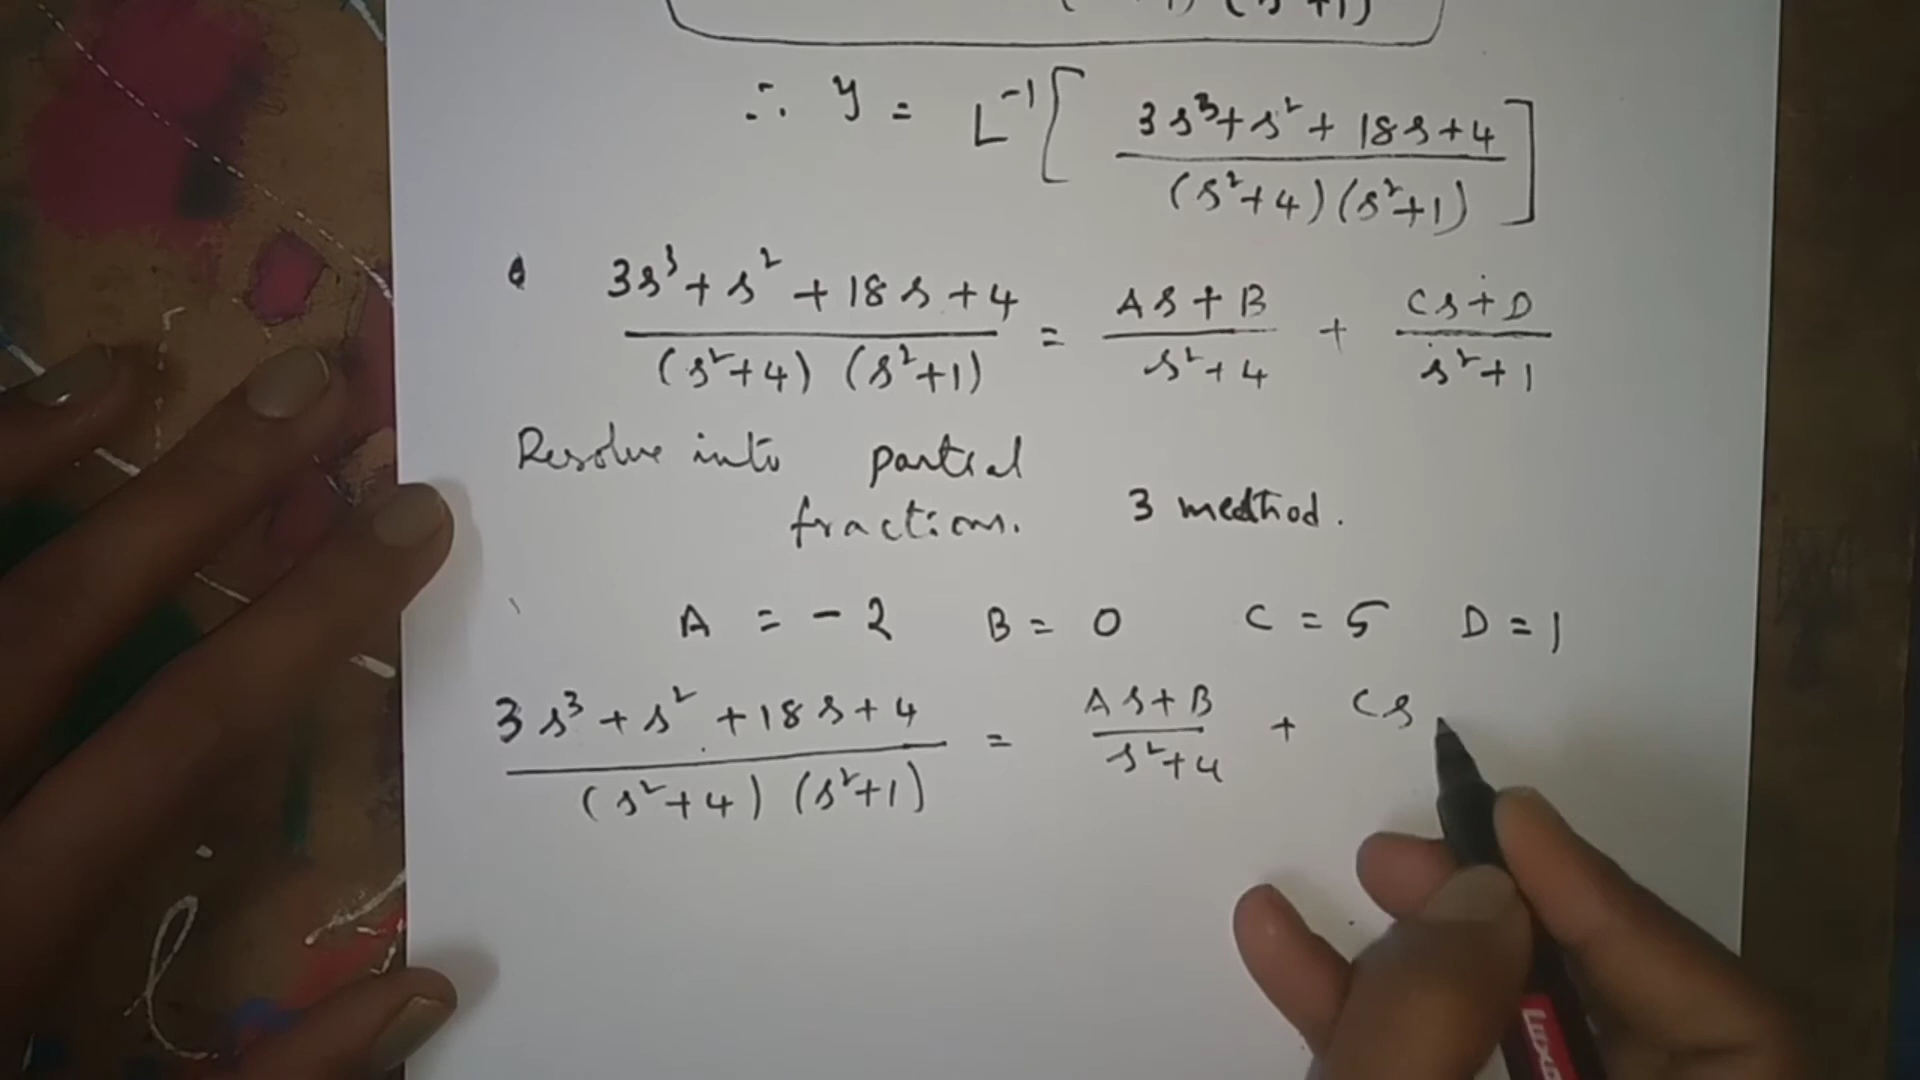 (s²+1)
∴ y = L⁻¹[ (3s³+s²+18s+4) / ((s²+4)(s²+1)) ]
(3s³+s²+18s+4) / ((s²+4)(s²+1)) = (As+B)/(s²+4) + (Cs+D)/(s²+1)
Resolve into partial
fractions. 3 method.
A = -2 B = 0 C = 5 D = 1
(3s³+s²+18s+4) / ((s²+4)(s²+1)) = (As+B)/(s²+4) + Cs